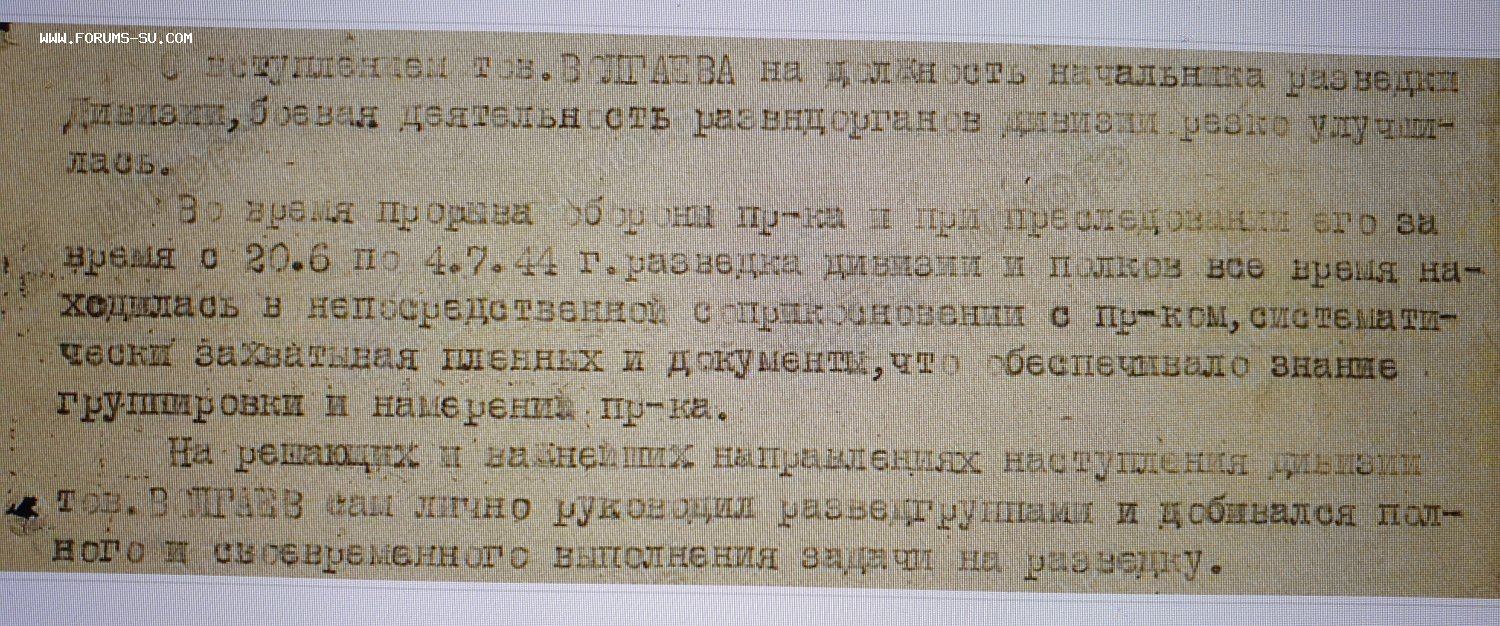 WWW.FORUMS-SU.COM
С вступлением тов.ВОЛГАЕВА на должность начальника разведки
Дивизии,боевая деятельность развидорганов дивизии резко улучши-
лась.
Во время прорыва обороны пр-ка и при преследовании его за
время с 20.6 по 4.7.44 г.разведка дивизии и полков все время на-
ходилась в непосредственной соприкосновении с пр-ком,системати-
чески захватывая пленных и документы,что обеспечивало знание
группировки и намерений пр-ка.
На решающих и важнейших направлениях наступления дивизии
тов.ВОЛГАЕВ сам лично руководил разведгруппами и добивался пол-
ного и своевременного выполнения задачи на разведку.